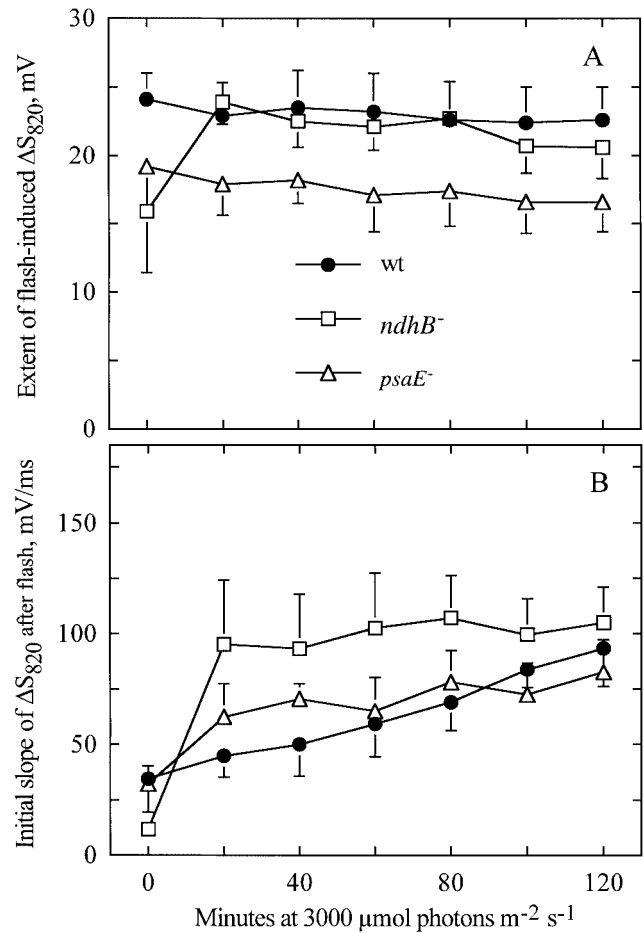 30
20
10
0
Extent of flash-induced ΔS820, mV
A
wt
ndhB-
psaE-
150
100
50
0
Initial slope of ΔS820 after flash, mV/ms
B
0
40
80
120
Minutes at 3000 μmol photons m-2 s-1